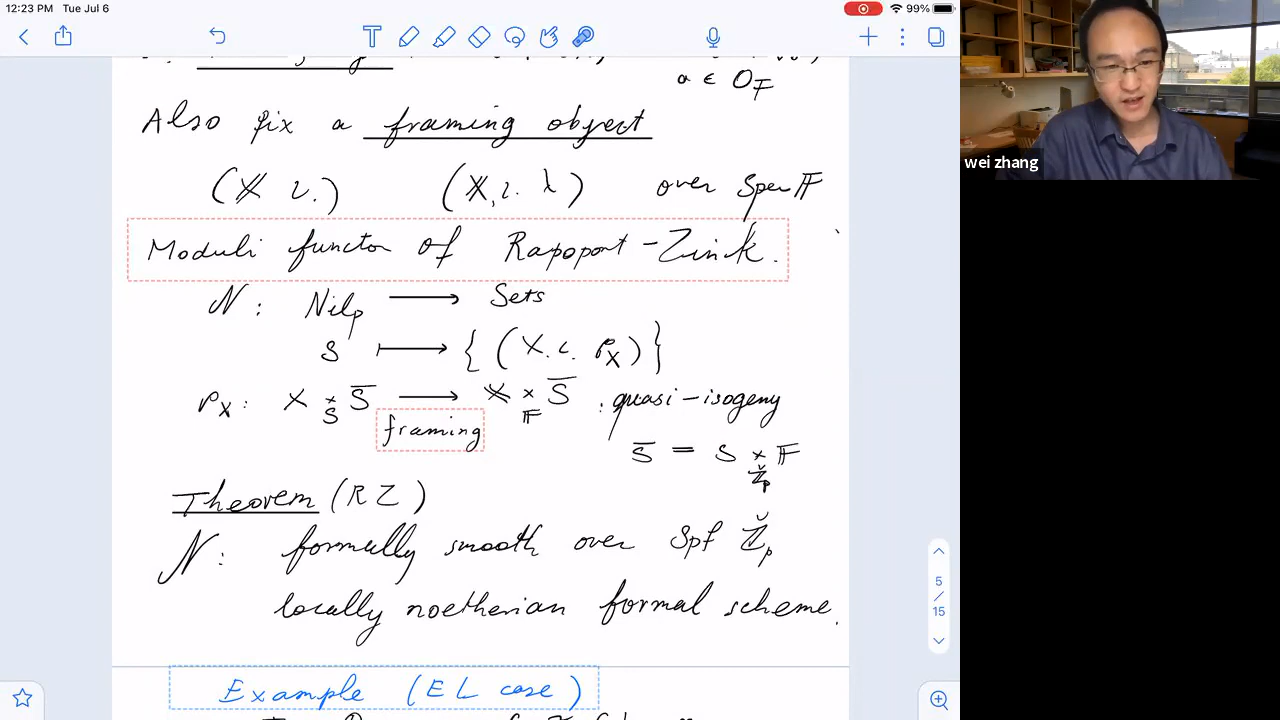 12:23 PM Tue Jul 6
99%
a ∈ O_F
wei zhang
Also fix a framing object
(𝕏 ι.) (𝕏, ι. λ) over Spec 𝔽
Moduli functor of Rapoport-Zink.
𝒩: Nilp ⟶ Sets
S ⟼ { (X. ι. ρ_X) }
ρ_X: X ×_S S̄ ⟶ 𝕏 ×_𝔽 S̄ : quasi-isogeny
framing
S̄ = S ×_{Z̆_p} 𝔽
Theorem (RZ)
𝒩: formally smooth over Spf Z̆_p
locally noetherian formal scheme.
5
/
15
Example (EL case)